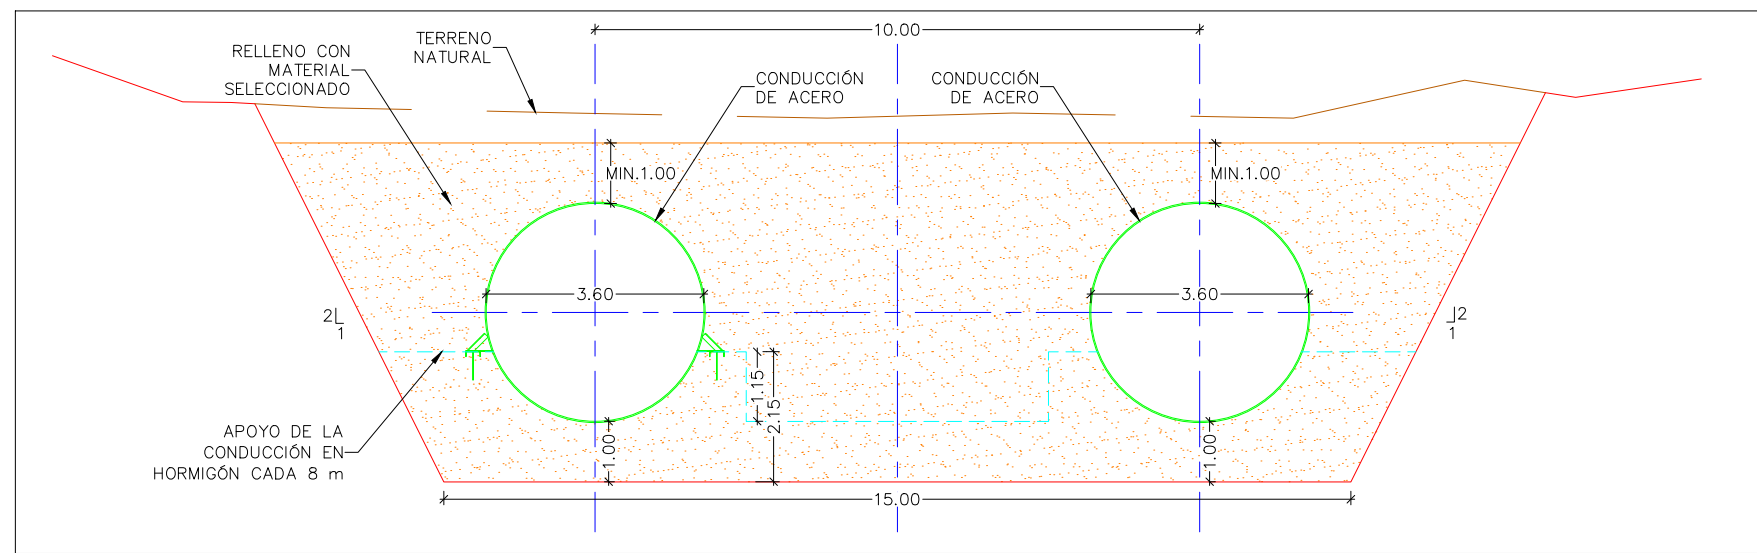 10.00
TERRENO
NATURAL
RELLENO CON
MATERIAL
SELECCIONADO
CONDUCCIÓN
DE ACERO
CONDUCCIÓN
DE ACERO
MIN.1.00
MIN.1.00
3.60
3.60
2
1
2
1
1.15
2.15
APOYO DE LA
CONDUCCIÓN EN
HORMIGÓN CADA 8 m
1.00
1.00
15.00